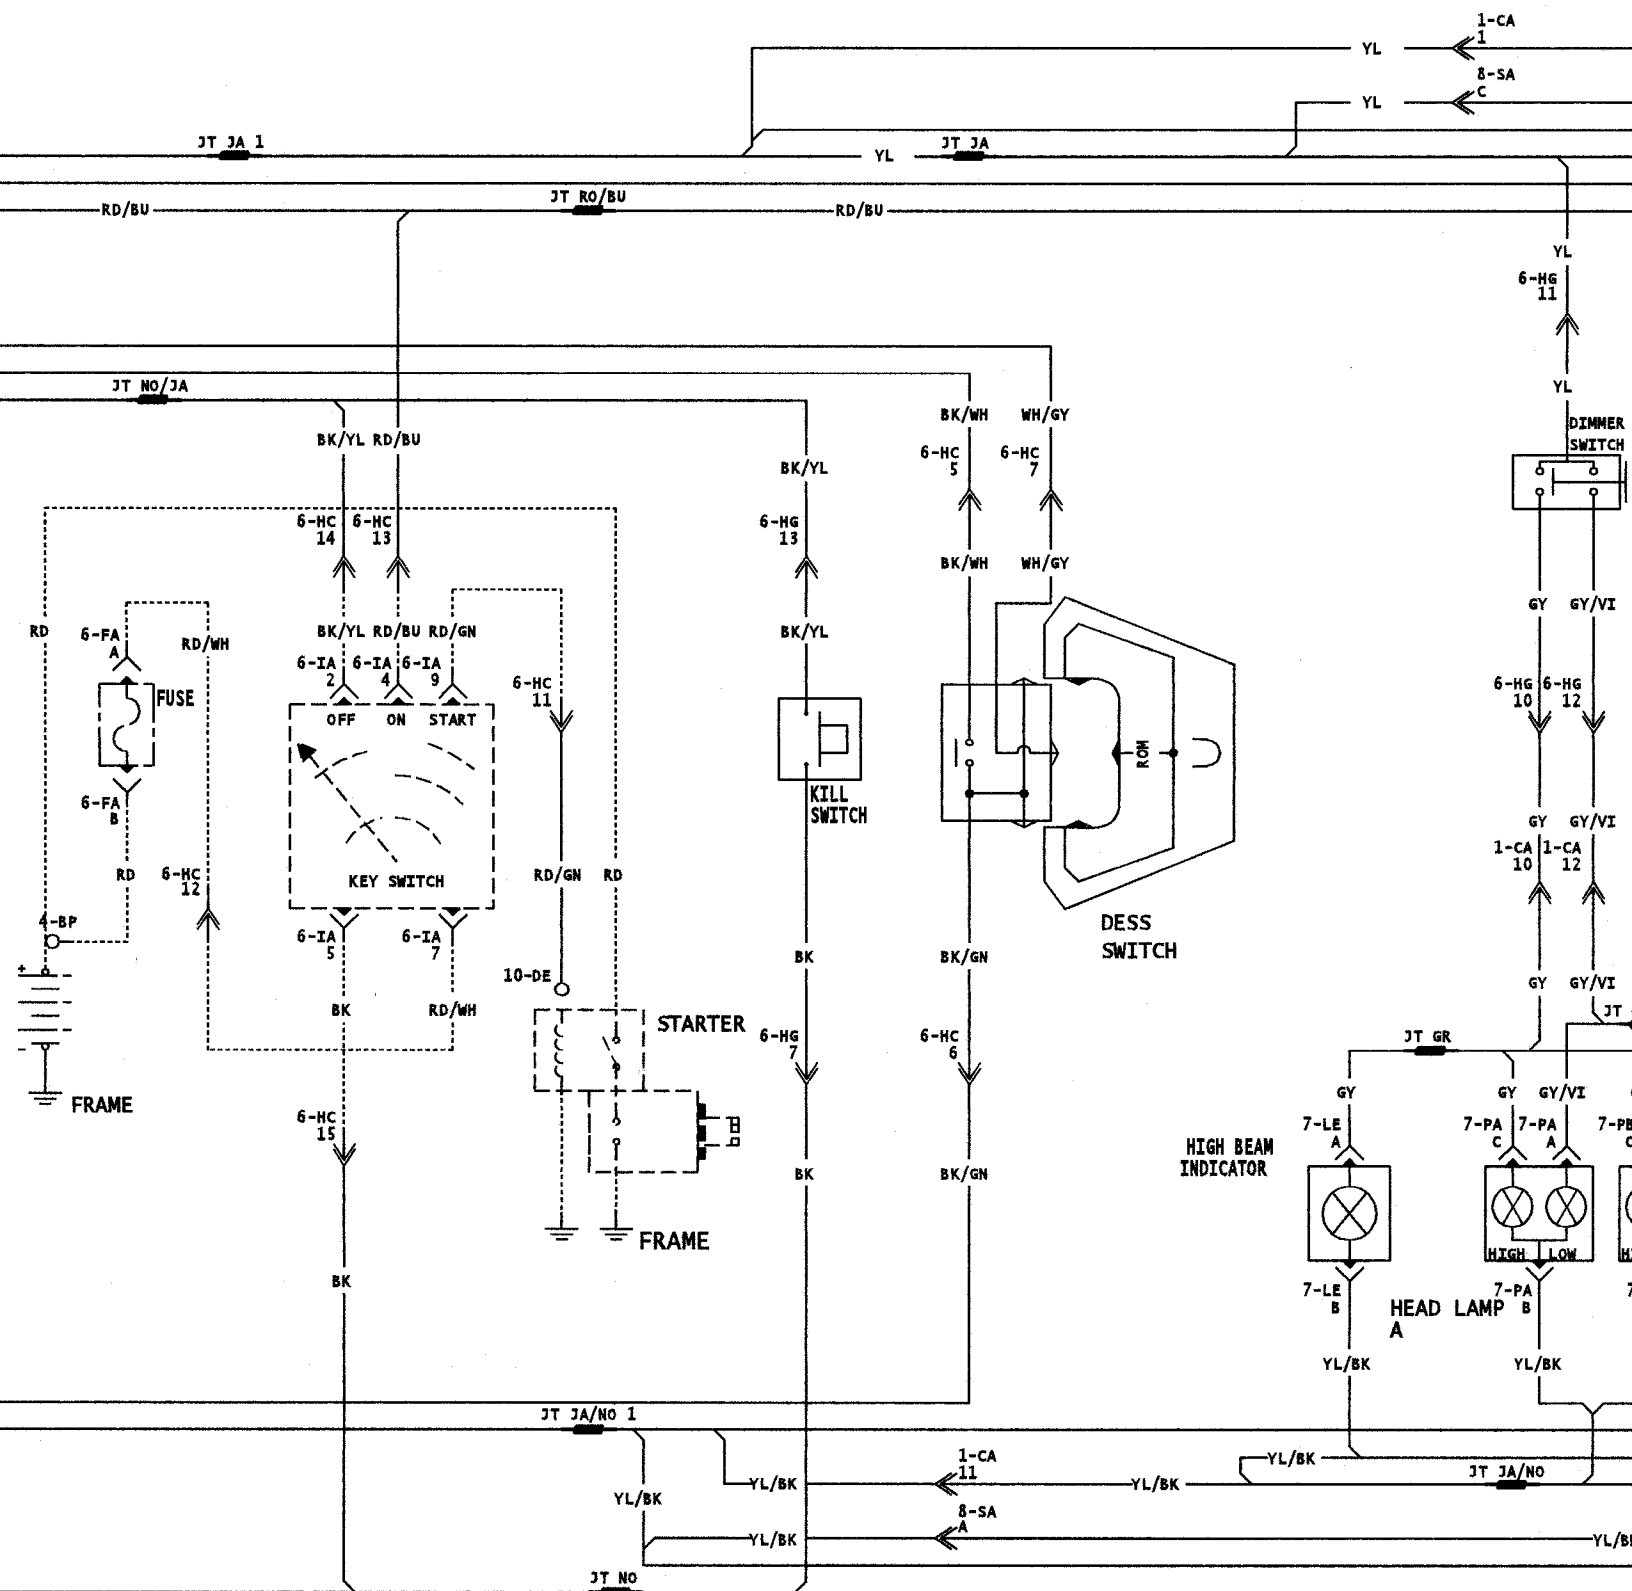 1-CA
1
YL
8-SA
C
YL
JT JA 1
YL
JT JA
RD/BU
JT RO/BU
RD/BU
YL
6-HG
11
JT NO/JA
YL
BK/YL RD/BU
BK/WH WH/GY
6-HC 6-HC
5 7
BK/YL
DIMMER
SWITCH
6-HC 6-HC
14 13
6-HG
13
BK/WH WH/GY
RD
6-FA
A
RD/WH
BK/YL RD/BU RD/GN
BK/YL
GY GY/VI
6-IA 6-IA 6-IA
2 4 9
6-HC
11
6-HG 6-HG
10 12
FUSE
OFF ON START
ROM
KILL
SWITCH
6-FA
B
GY GY/VI
1-CA 1-CA
10 12
RD
6-HC
12
KEY SWITCH
RD/GN RD
4-BP
DESS
SWITCH
6-IA 6-IA
5 7
BK
BK/GN
+
10-DE
GY GY/VI
BK
RD/WH
STARTER
6-HG
7
6-HC
6
JT GR
JT
-
FRAME
GY
GY GY/VI
6-HC
15
7-LE
A
7-PA 7-PA
C A
7-PB
C
HIGH BEAM
INDICATOR
BK
BK/GN
FRAME
HIGH LOW
BK
7-LE
B
7-PA
B
HEAD LAMP
A
YL/BK
YL/BK
JT JA/NO 1
1-CA
11
YL/BK
YL/BK
YL/BK
JT JA/NO
YL/BK
8-SA
A
YL/BK
YL/B
JT NO